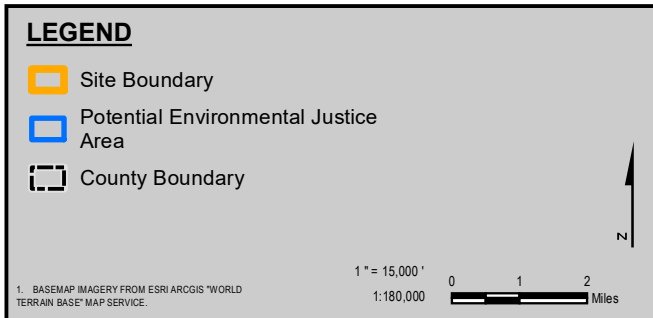 LEGEND
Site Boundary
Potential Environmental Justice
Area
County Boundary
N
1 " = 15,000 '
1:180,000
0 1 2
Miles
1. BASEMAP IMAGERY FROM ESRI ARCGIS "WORLD
TERRAIN BASE" MAP SERVICE.